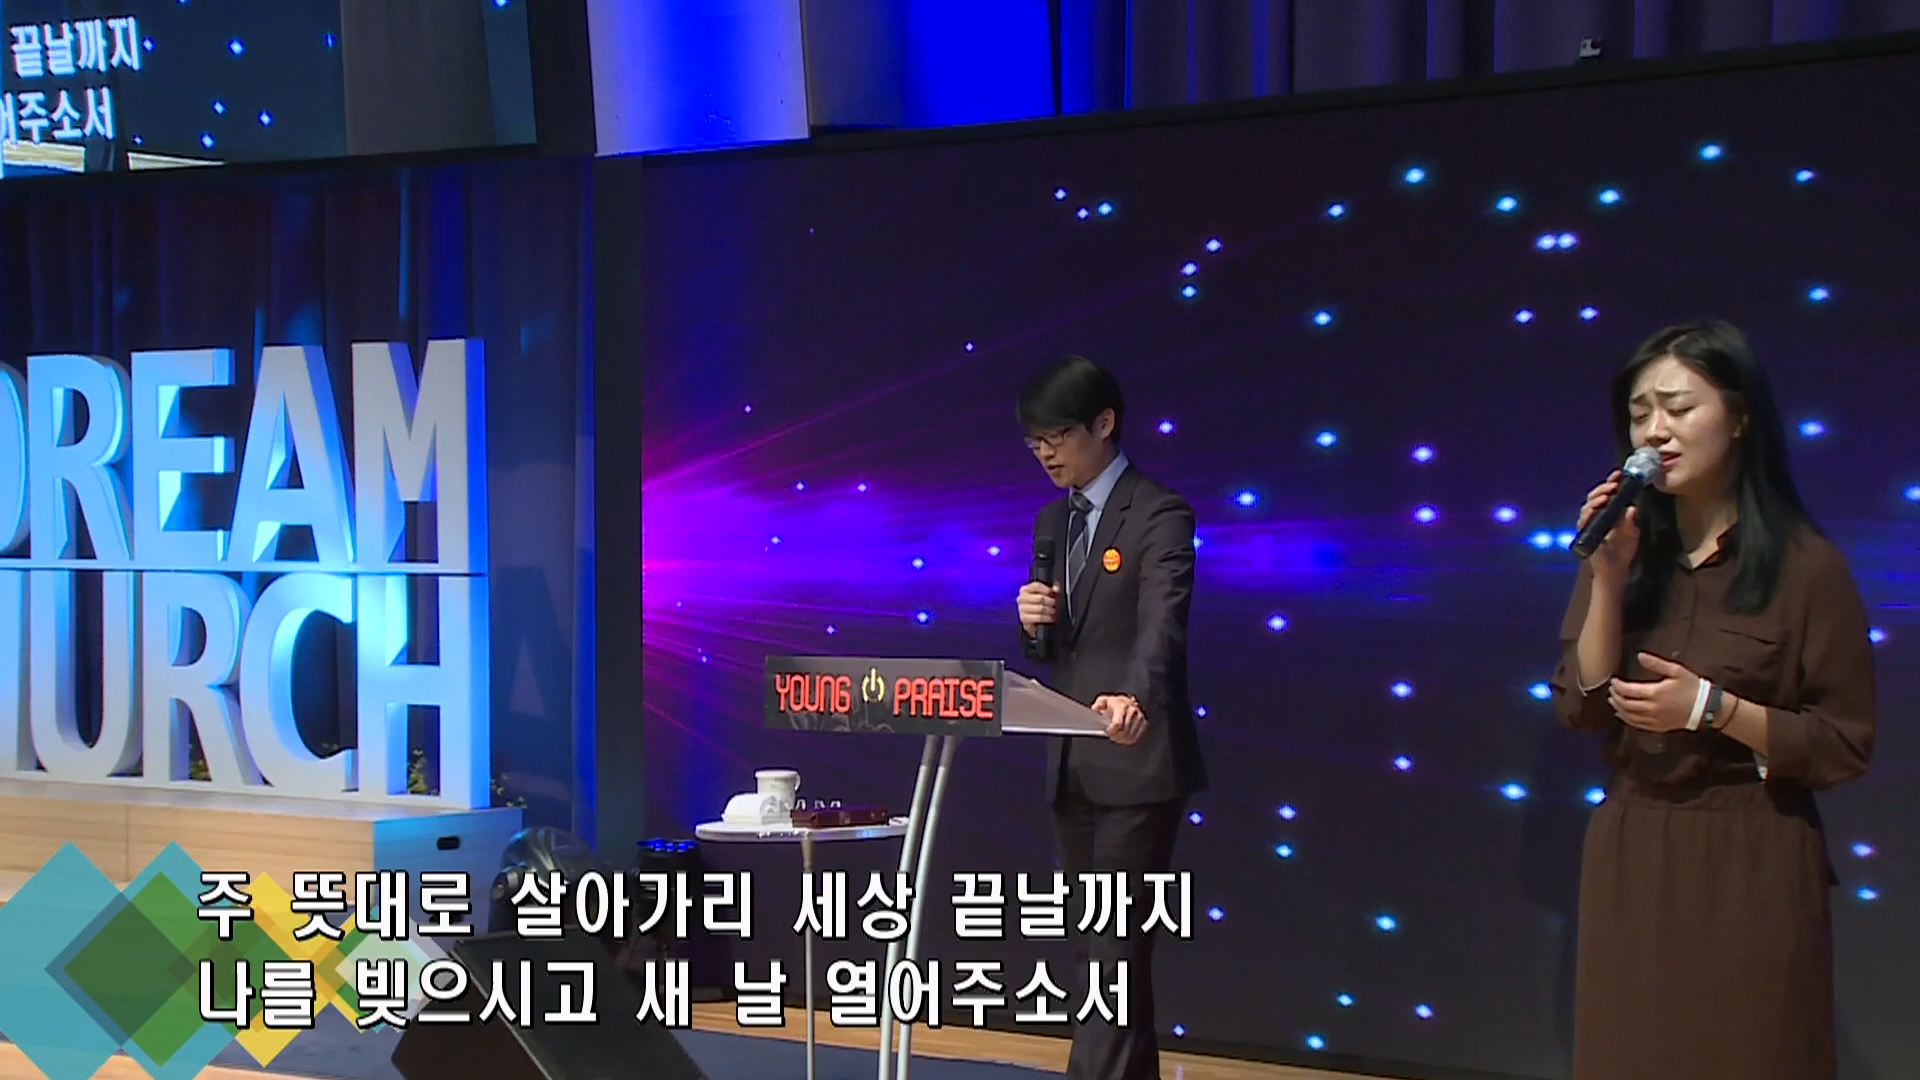 끝날까지
어주소서
DREAM
HURCH
YOUNG PRAISE
주 뜻대로 살아가리 세상 끝날까지
나를 빚으시고 새 날 열어주소서